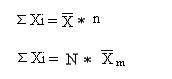 Σ Xi = X̅ * n
Σ Xi = N * X̅ m